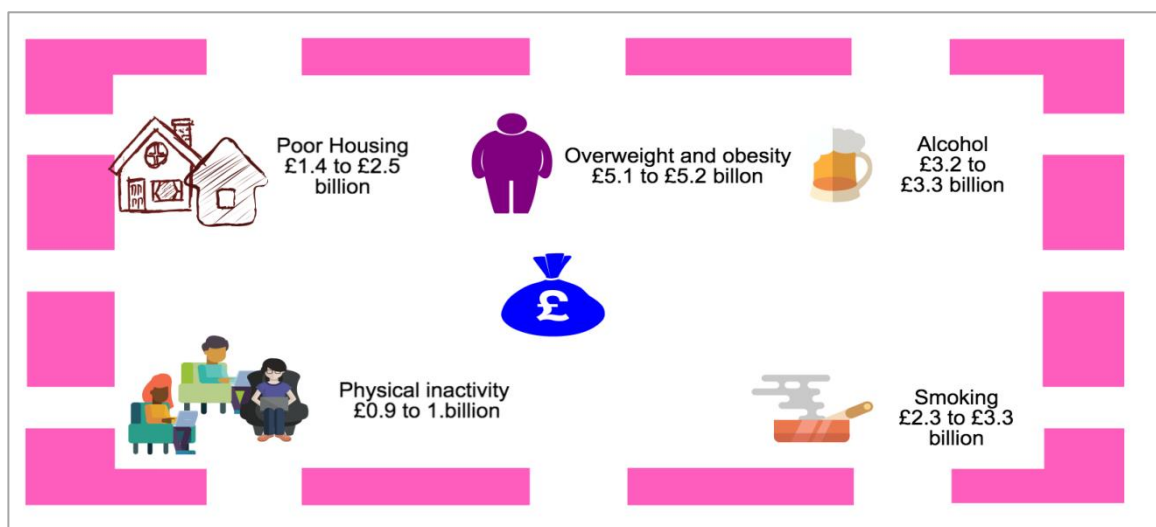 Poor Housing
£1.4 to £2.5
billion
Overweight and obesity
£5.1 to £5.2 billon
Alcohol
£3.2 to
£3.3 billion
£
Physical inactivity
£0.9 to 1.billion
Smoking
£2.3 to £3.3
billion